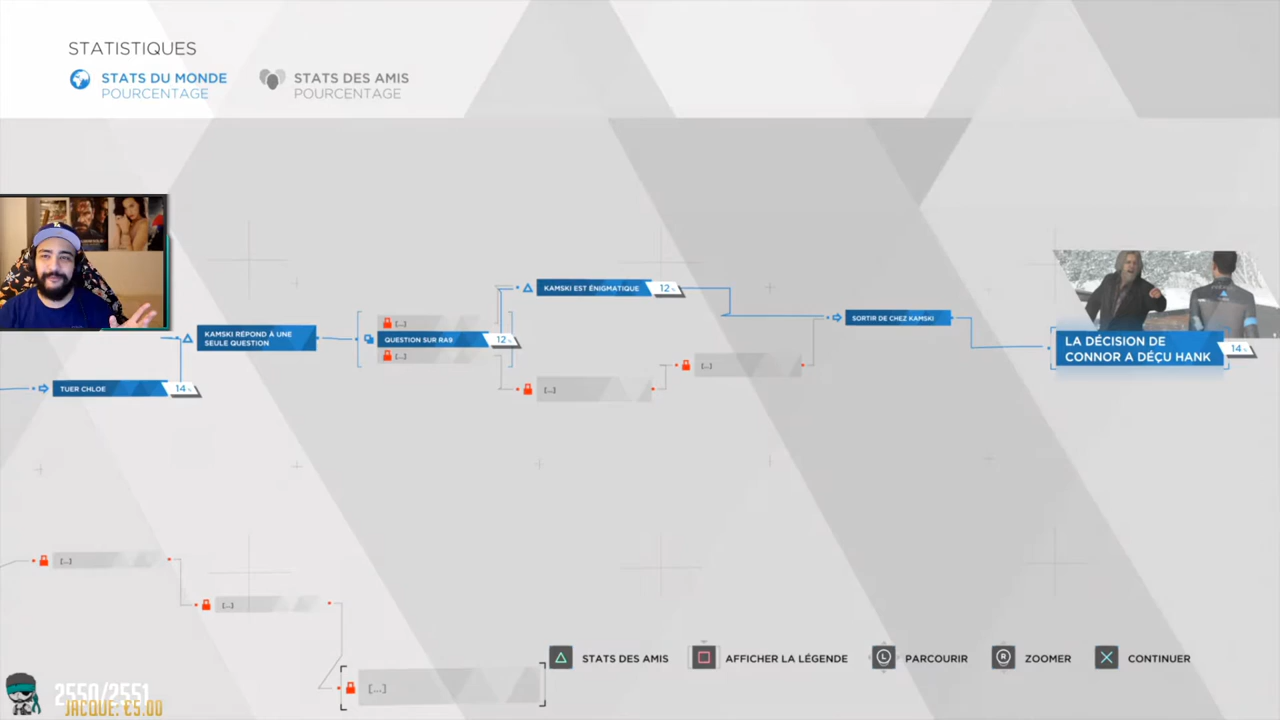 STATISTIQUES
STATS DU MONDE
POURCENTAGE
STATS DES AMIS
POURCENTAGE
KAMSKI EST ÉNIGMATIQUE
12%
SORTIR DE CHEZ KAMSKI
[...]
KAMSKI RÉPOND À UNE
SEULE QUESTION
QUESTION SUR RA9
12%
[...]
[...]
LA DÉCISION DE
CONNOR A DÉÇU HANK
14%
TUER CHLOE
14%
[...]
[...]
[...]
[...]
STATS DES AMIS
AFFICHER LA LÉGENDE
L
PARCOURIR
R
ZOOMER
CONTINUER
2550/2551
JACQUE: €5.00